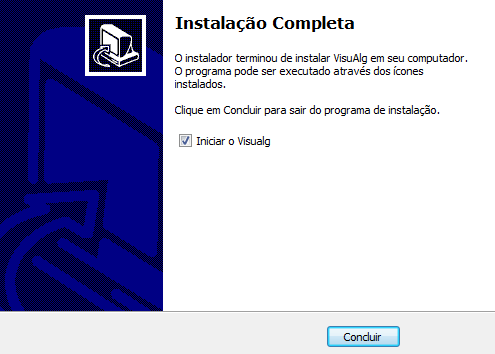 Instalação Completa
O instalador terminou de instalar VisuAlg em seu computador.
O programa pode ser executado através dos ícones
instalados.
Clique em Concluir para sair do programa de instalação.
Iniciar o Visualg
Concluir